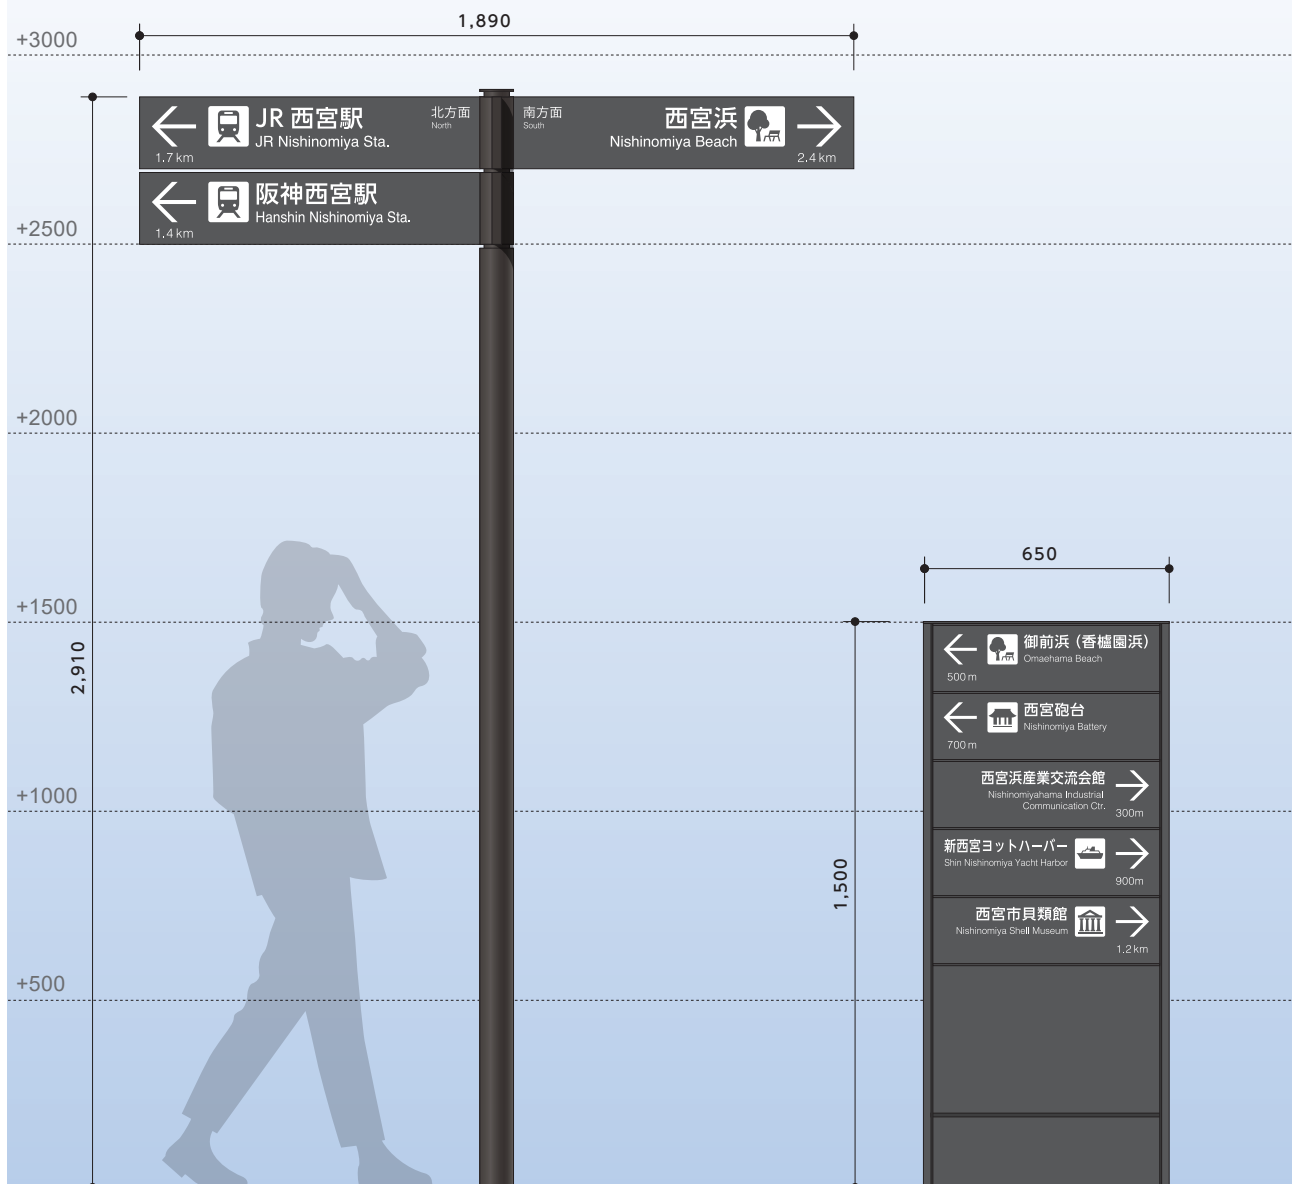 1,890
+3000
JR 西宮駅
JR Nishinomiya Sta.
1.7 km
北方面
North
南方面
South
西宮浜
Nishinomiya Beach
2.4 km
阪神西宮駅
Hanshin Nishinomiya Sta.
1.4 km
+2500
+2000
+1500
+1000
+500
2,910
650
1,500
御前浜（香櫨園浜）
Omaehama Beach
500 m
西宮砲台
Nishinomiya Battery
700 m
西宮浜産業交流会館
Nishinomiyahama Industrial
Communication Ctr.
300m
新西宮ヨットハーバー
Shin Nishinomiya Yacht Harbor
900m
西宮市貝類館
Nishinomiya Shell Museum
1.2 km